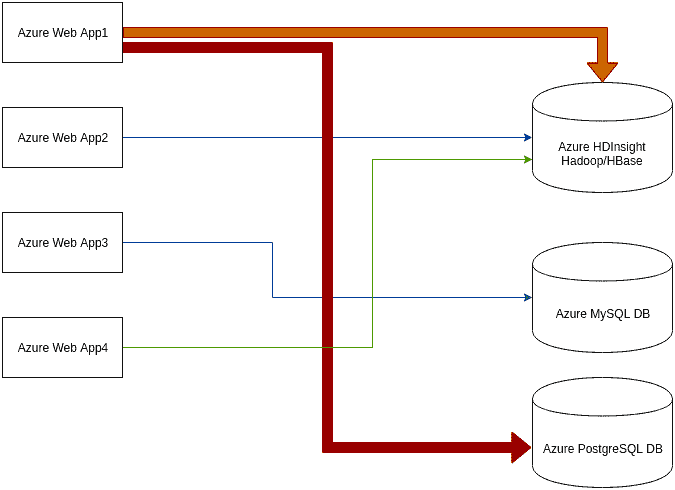 Azure Web App1
Azure Web App2
Azure HDInsight
Hadoop/HBase
Azure Web App3
Azure MySQL DB
Azure Web App4
Azure PostgreSQL DB